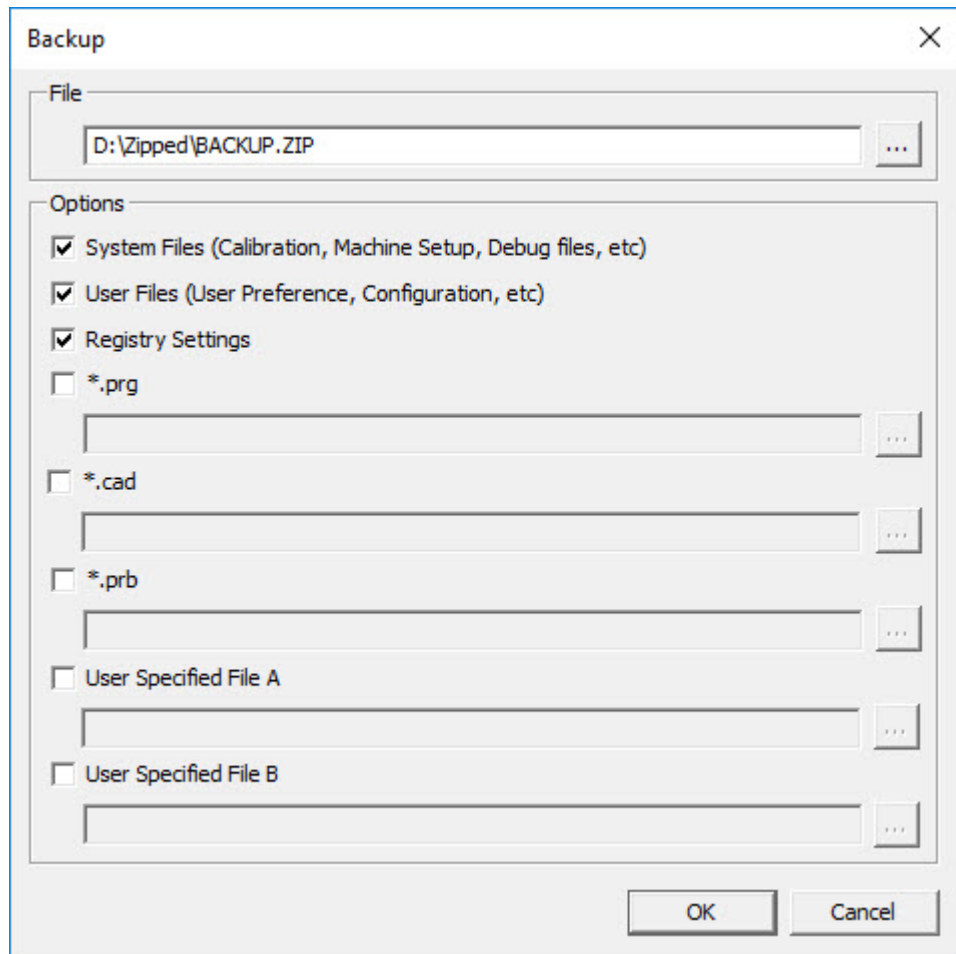 Backup
File
D:\Zipped\BACKUP.ZIP
...
Options
System Files (Calibration, Machine Setup, Debug files, etc)
User Files (User Preference, Configuration, etc)
Registry Settings
*.prg
...
*.cad
...
*.prb
...
User Specified File A
...
User Specified File B
...
OK Cancel